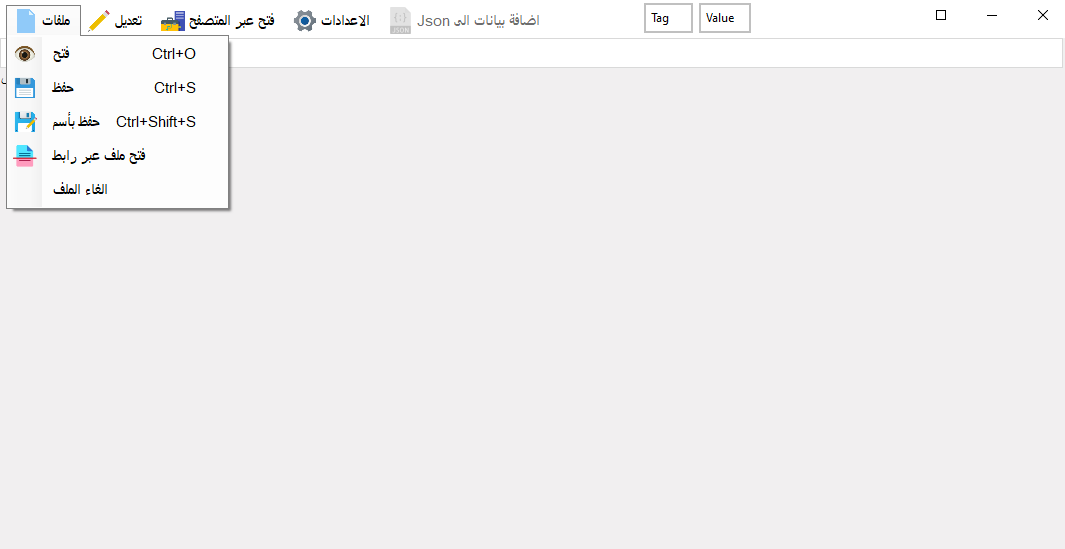 ملفات
تعديل
فتح عبر المتصفح
الاعدادات
اضافة بيانات الى Json
Tag
Value
فتح Ctrl+O
حفظ Ctrl+S
حفظ بأسم Ctrl+Shift+S
فتح ملف عبر رابط
الغاء الملف